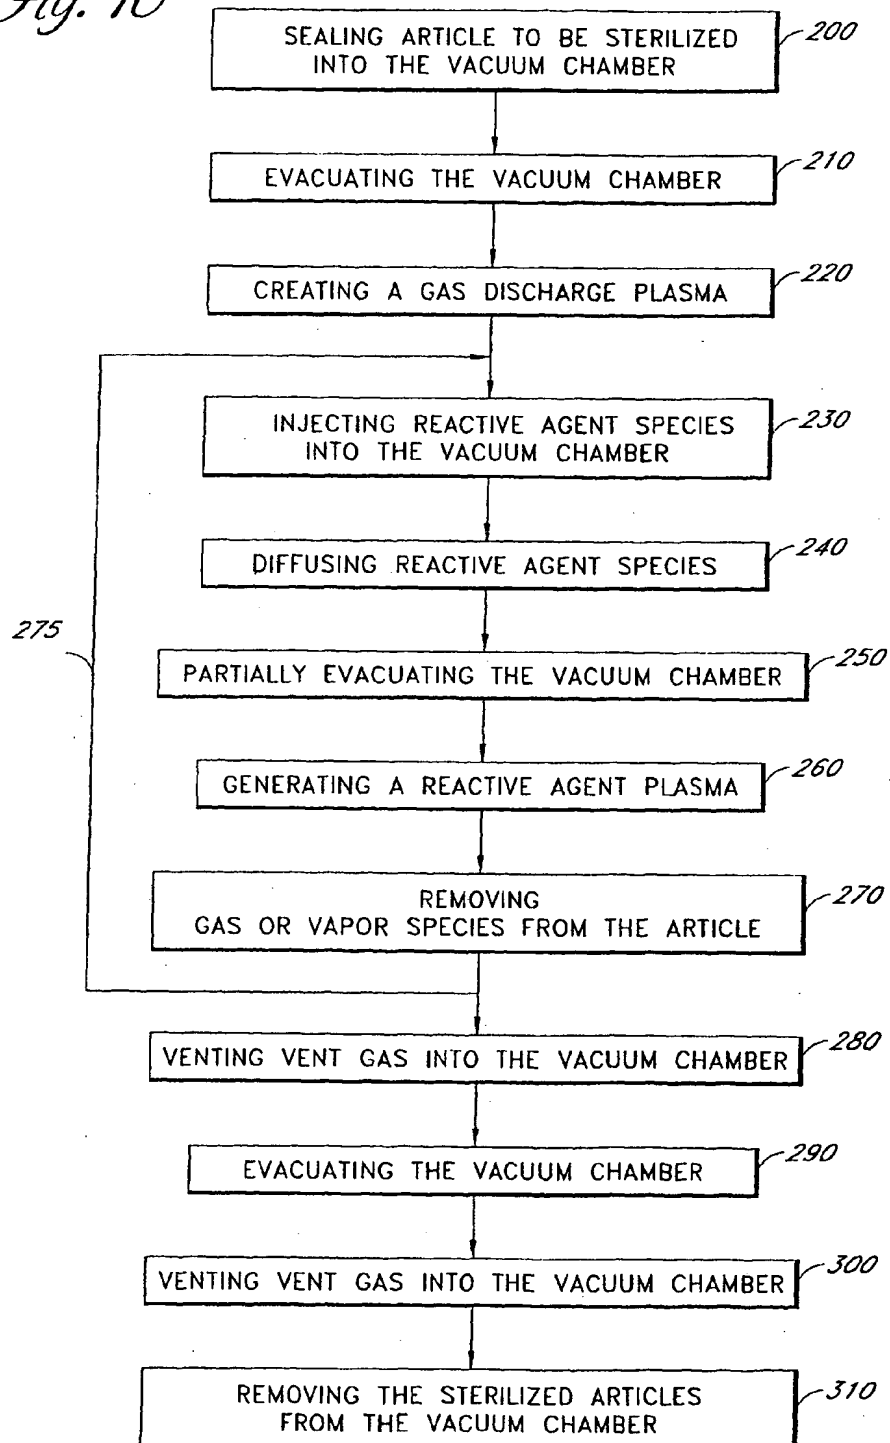 Fig. 10
SEALING ARTICLE TO BE STERILIZED
INTO THE VACUUM CHAMBER
200
EVACUATING THE VACUUM CHAMBER
210
CREATING A GAS DISCHARGE PLASMA
220
INJECTING REACTIVE AGENT SPECIES
INTO THE VACUUM CHAMBER
230
DIFFUSING REACTIVE AGENT SPECIES
240
275
PARTIALLY EVACUATING THE VACUUM CHAMBER
250
GENERATING A REACTIVE AGENT PLASMA
260
REMOVING
GAS OR VAPOR SPECIES FROM THE ARTICLE
270
VENTING VENT GAS INTO THE VACUUM CHAMBER
280
EVACUATING THE VACUUM CHAMBER
290
VENTING VENT GAS INTO THE VACUUM CHAMBER
300
REMOVING THE STERILIZED ARTICLES
FROM THE VACUUM CHAMBER
310